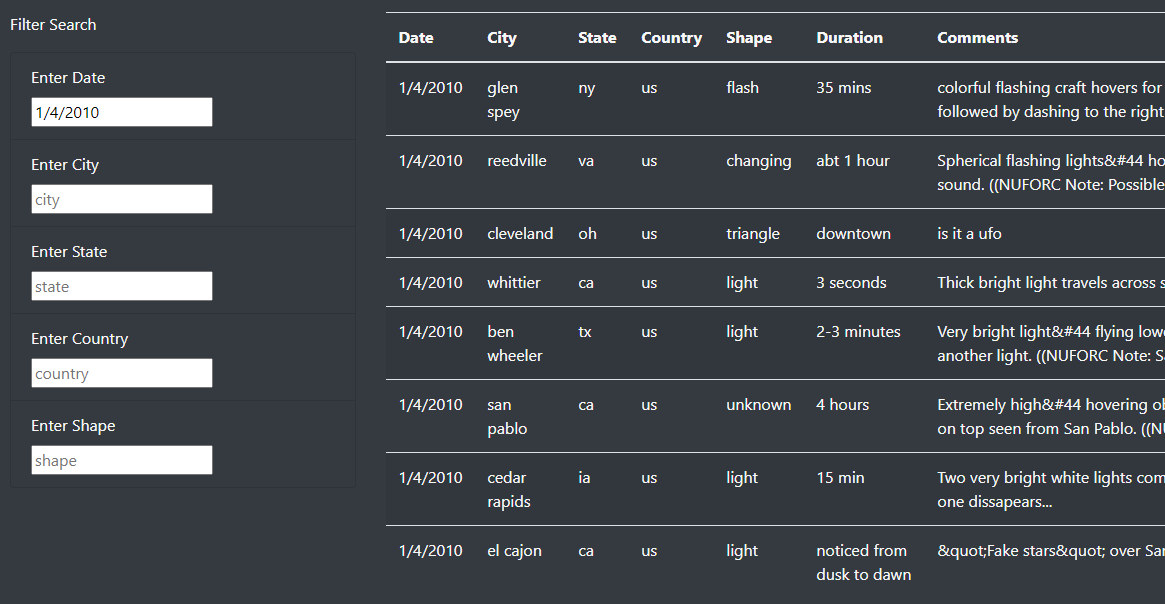 Filter Search
Enter Date
1/4/2010
Enter City
city
Enter State
state
Enter Country
country
Enter Shape
shape
Date City State Country Shape Duration Comments
1/4/2010 glen ny us flash 35 mins colorful flashing craft hovers for
spey followed by dashing to the right
1/4/2010 reedville va us changing abt 1 hour Spherical flashing lights&#44 ho
sound. ((NUFORC Note: Possible
1/4/2010 cleveland oh us triangle downtown is it a ufo
1/4/2010 whittier ca us light 3 seconds Thick bright light travels across s
1/4/2010 ben tx us light 2-3 minutes Very bright light&#44 flying lowe
wheeler another light. ((NUFORC Note: S
1/4/2010 san ca us unknown 4 hours Extremely high&#44 hovering ob
pablo on top seen from San Pablo. ((NU
1/4/2010 cedar ia us light 15 min Two very bright white lights com
rapids one dissapears...
1/4/2010 el cajon ca us light noticed from &quot;Fake stars&quot; over Sa
dusk to dawn